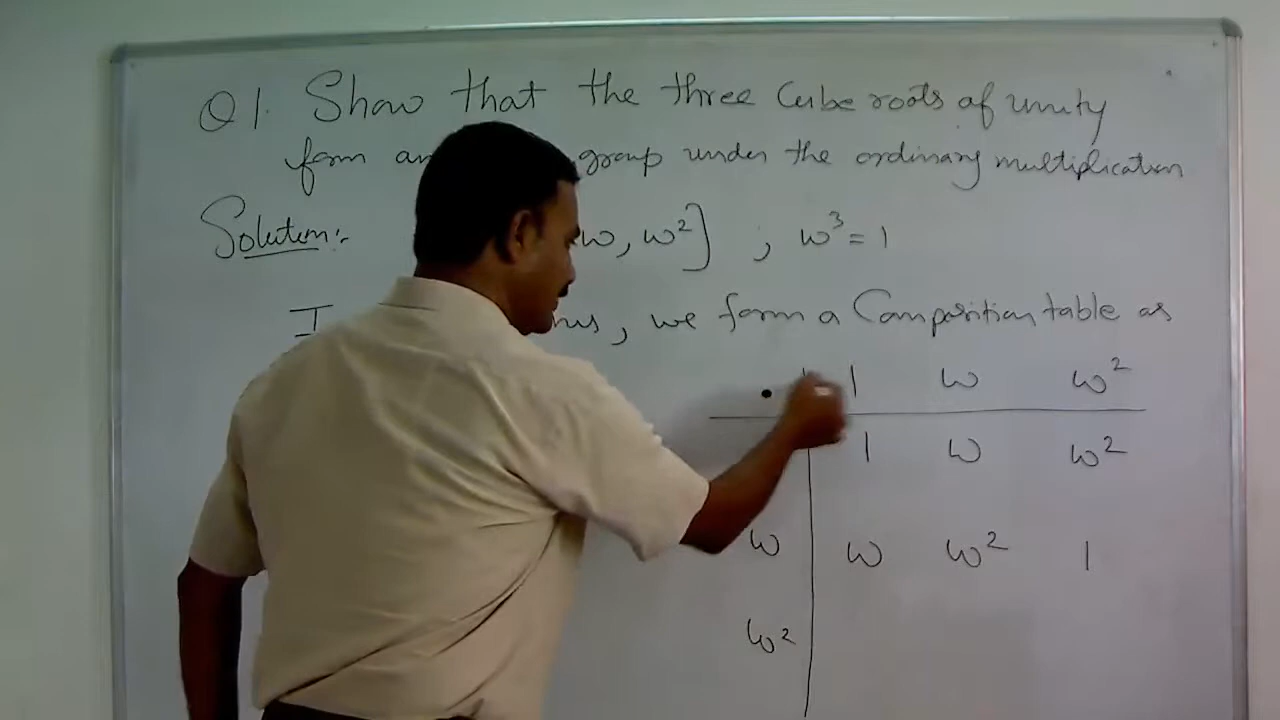 Q1. Show that the three Cube roots of unity
form an group under the ordinary multiplication
Solution:- ω, ω²} ; ω³ = 1
I , we form a Composition table as
. | 1 ω ω²
1 ω ω²
ω | ω ω² 1
ω² |